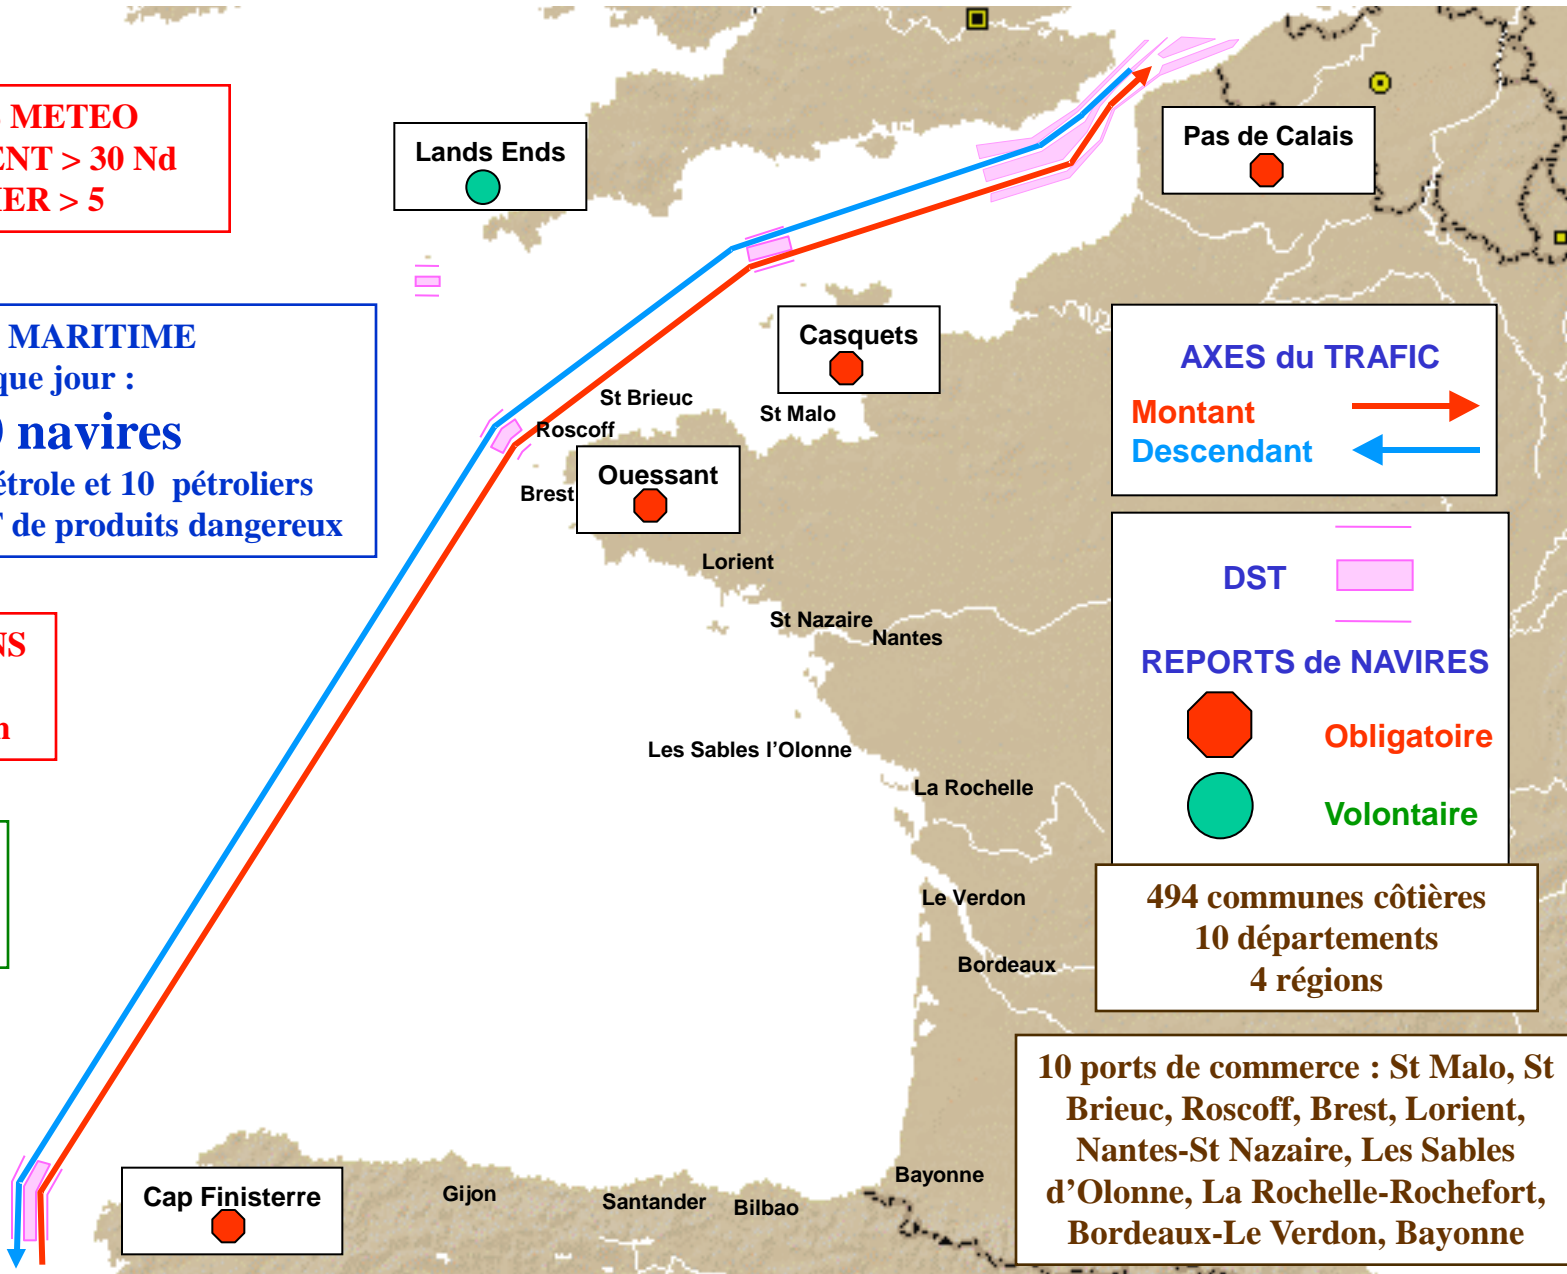 METEO
> 30 Nd
> 5
MARITIME
que jour :
navires
et 10 pétroliers
de produits dangereux
Lands Ends
Pas de Calais
Casquets
St Brieuc
St Malo
Roscoff
Ouessant
Brest
Lorient
St Nazaire
Nantes
Les Sables l’Olonne
La Rochelle
Le Verdon
Bordeaux
Bayonne
Cap Finisterre
Gijon
Santander
Bilbao
AXES du TRAFIC
Montant
Descendant
DST
REPORTS de NAVIRES
Obligatoire
Volontaire
494 communes côtières
10 départements
4 régions
10 ports de commerce : St Malo, St
Brieuc, Roscoff, Brest, Lorient,
Nantes-St Nazaire, Les Sables
d’Olonne, La Rochelle-Rochefort,
Bordeaux-Le Verdon, Bayonne